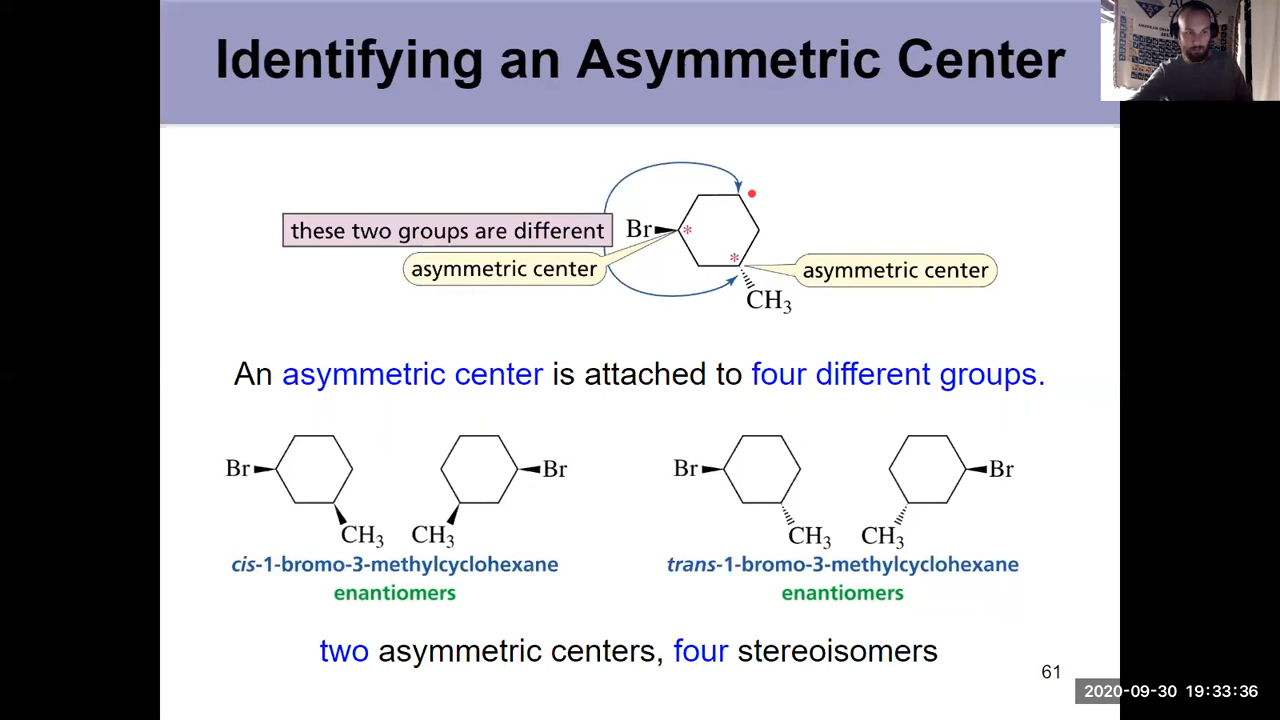 Identifying an Asymmetric Center
these two groups are different
Br
*
asymmetric center
*
asymmetric center
CH3
An asymmetric center is attached to four different groups.
Br
Br
Br
Br
CH3
CH3
CH3
CH3
cis-1-bromo-3-methylcyclohexane
trans-1-bromo-3-methylcyclohexane
enantiomers
enantiomers
two asymmetric centers, four stereoisomers
61
2020-09-30 19:33:36